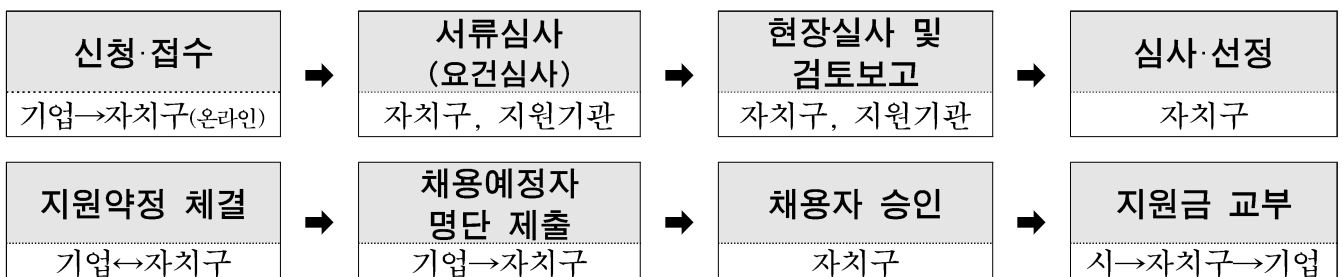 신청·접수
기업→자치구(온라인)
➡
서류심사
(요건심사)
자치구, 지원기관
➡
현장실사 및
검토보고
자치구, 지원기관
➡
심사·선정
자치구
지원약정 체결
기업↔자치구
➡
채용예정자
명단 제출
기업→자치구
➡
채용자 승인
자치구
➡
지원금 교부
시→자치구→기업